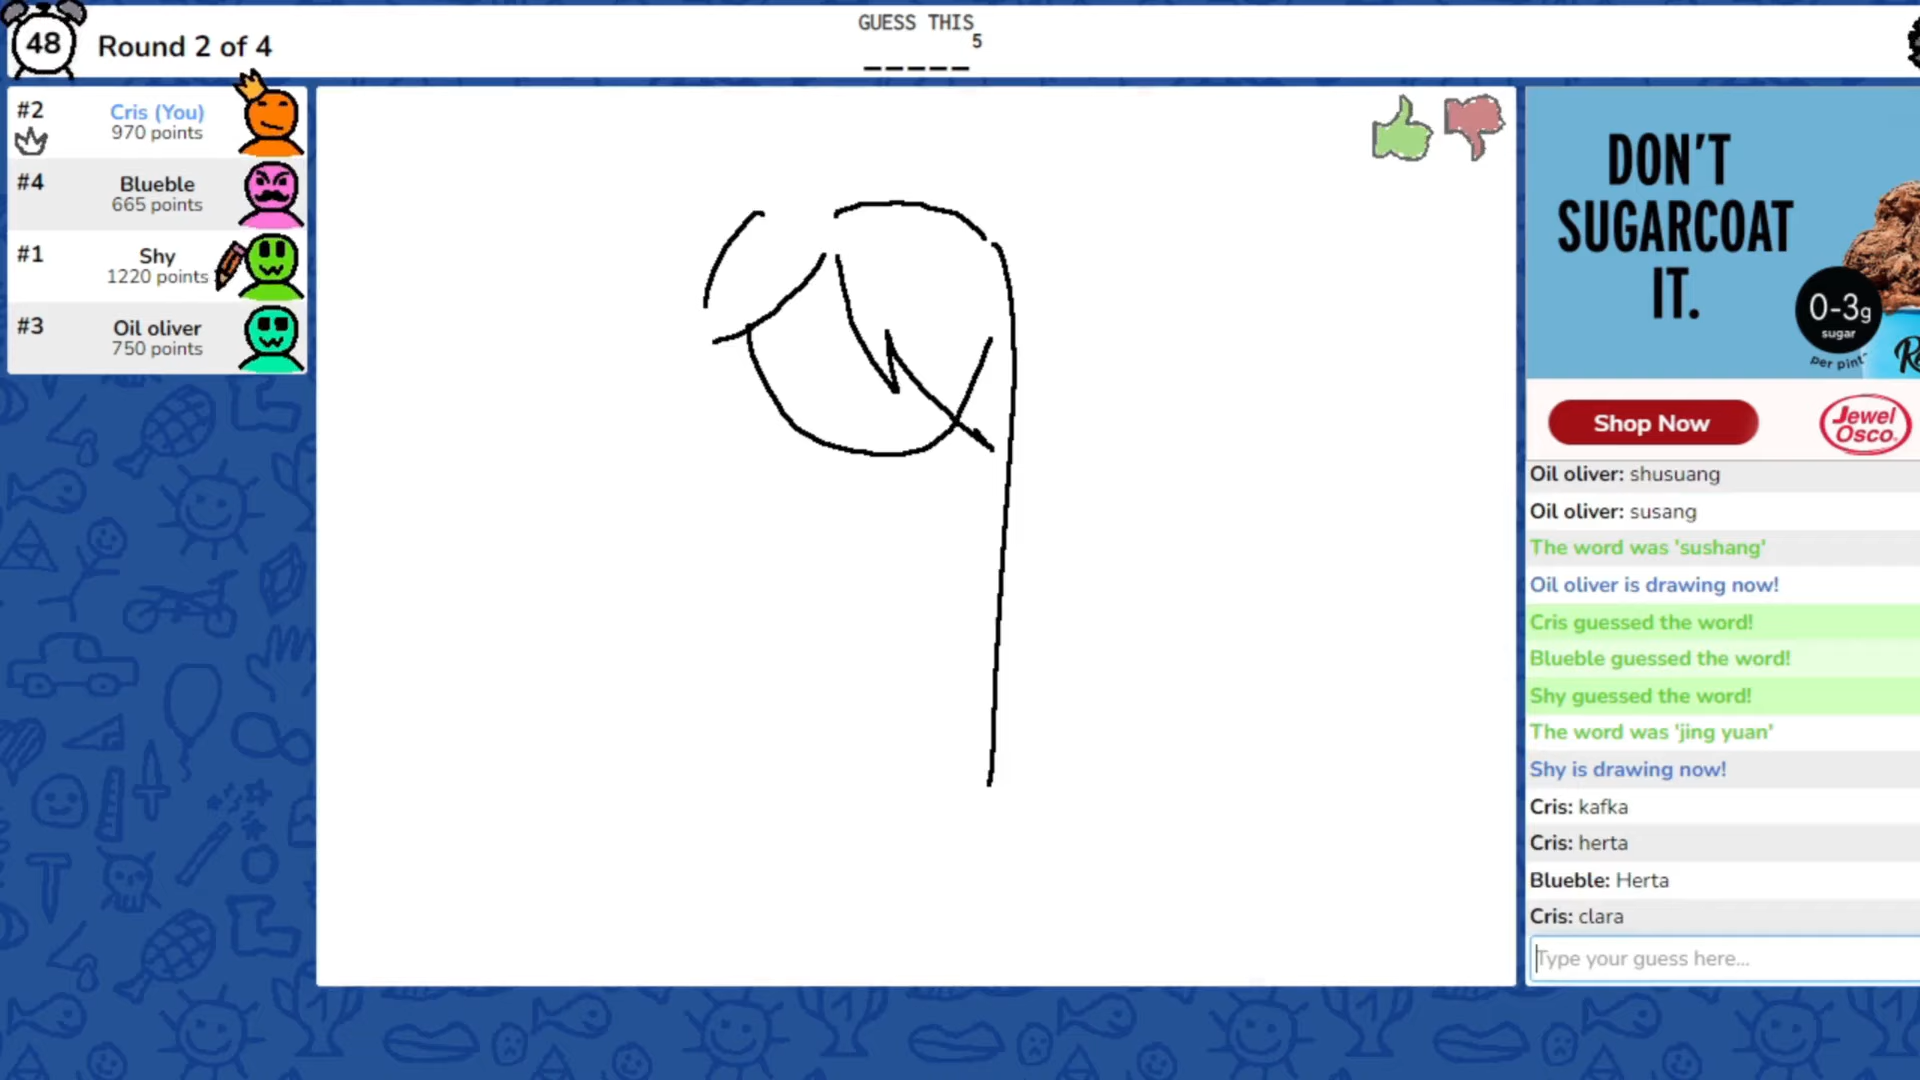 48
Round 2 of 4
GUESS THIS
5
_____
#2
Cris (You)
970 points
#4
Blueble
665 points
#1
Shy
1220 points
#3
Oil oliver
750 points
DON'T
SUGARCOAT
IT.
0-3g
sugar
per pint
Shop Now
Jewel
Osco.
Oil oliver: shusuang
Oil oliver: susang
The word was 'sushang'
Oil oliver is drawing now!
Cris guessed the word!
Blueble guessed the word!
Shy guessed the word!
The word was 'jing yuan'
Shy is drawing now!
Cris: kafka
Cris: herta
Blueble: Herta
Cris: clara
Type your guess here...